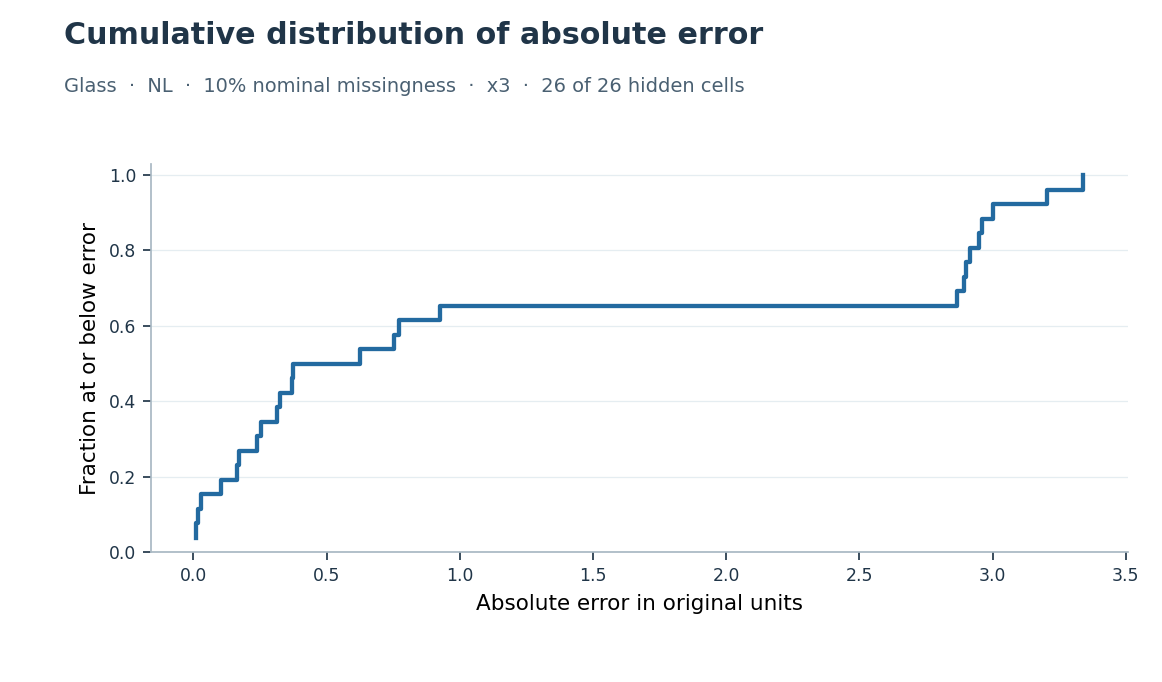 Cumulative distribution of absolute error
Glass · NL · 10% nominal missingness · x3 · 26 of 26 hidden cells
Fraction at or below error
1.0
0.8
0.6
0.4
0.2
0.0
0.0 0.5 1.0 1.5 2.0 2.5 3.0 3.5
Absolute error in original units